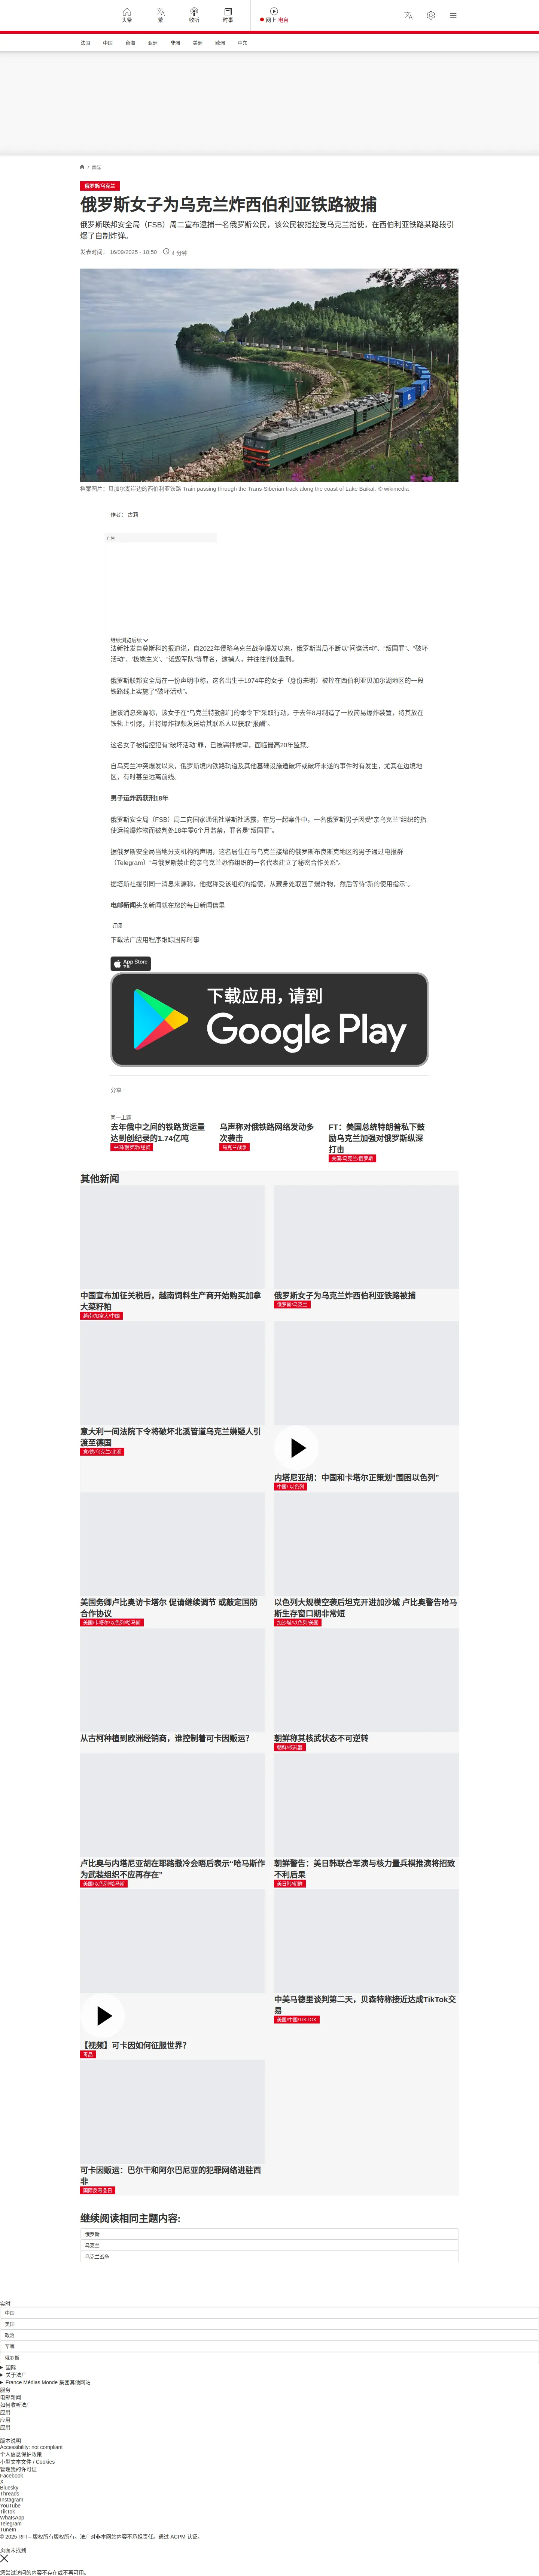 头条
繁
收听
时事
网上 电台
法国
中国
台海
亚洲
非洲
美洲
欧洲
中东
/ 国际
俄罗斯/乌克兰
俄罗斯女子为乌克兰炸西伯利亚铁路被捕
俄罗斯联邦安全局（FSB）周二宣布逮捕一名俄罗斯公民，该公民被指控受乌克兰指使，在西伯利亚铁路某路段引
爆了自制炸弹。
发表时间： 16/09/2025 - 18:50
4 分钟
档案图片：贝加尔湖岸边的西伯利亚铁路 Train passing through the Trans-Siberian track along the coast of Lake Biakal. © wikimedia
作者： 古莉
广告
继续浏览后续
法新社发自莫斯科的报道说，自2022年侵略乌克兰战争爆发以来，俄罗斯当局不断以“间谍活动”、“叛国罪”、“破坏
活动”、‘极端主义’、“诋毁军队”等罪名，逮捕人，并往往判处重刑。
俄罗斯联邦安全局在一份声明中称，这名出生于1974年的女子（身份未明）被控在西伯利亚贝加尔湖地区的一段
铁路线上实施了“破坏活动”。
据该消息来源称，该女子在“乌克兰特勤部门的命令下”采取行动，于去年8月制造了一枚简易爆炸装置，将其放在
铁轨上引爆，并将爆炸视频发送给其联系人以获取“报酬”。
这名女子被指控犯有“破坏活动”罪，已被羁押候审，面临最高20年监禁。
自乌克兰冲突爆发以来，俄罗斯境内铁路轨道及其他基础设施遭破坏或破坏未遂的事件时有发生，尤其在边境地
区，有时甚至远离前线。
男子运炸药获刑18年
俄罗斯安全局（FSB）周二向国家通讯社塔斯社透露，在另一起案件中，一名俄罗斯男子因受“亲乌克兰”组织的指
使运输爆炸物而被判处18年零6个月监禁，罪名是“叛国罪”。
据俄罗斯安全局当地分支机构的声明，这名居住在与乌克兰接壤的俄罗斯布良斯克地区的男子通过电报群
（Telegram）“与俄罗斯禁止的亲乌克兰恐怖组织的一名代表建立了秘密合作关系”。
据塔斯社援引同一消息来源称，他据称受该组织的指使，从藏身处取回了爆炸物，然后等待“新的使用指示”。
电邮新闻头条新闻就在您的每日新闻信里
订阅
下载法广应用程序跟踪国际时事
App Store
下载
下载应用，请到
Google Play
分享 :
同一主题
去年俄中之间的铁路货运量
达到创纪录的1.74亿吨
中国/俄罗斯/经贸
乌声称对俄铁路网络发动多
次袭击
乌克兰战争
FT：美国总统特朗普私下鼓
励乌克兰加强对俄罗斯纵深
打击
美国/乌克兰/俄罗斯
其他新闻
中国宣布加征关税后，越南饲料生产商开始购买加拿
大菜籽粕
越南/加拿大/中国
俄罗斯女子为乌克兰炸西伯利亚铁路被捕
俄罗斯/乌克兰
意大利一间法院下令将破坏北溪管道乌克兰嫌疑人引
渡至德国
意/德/乌克兰/北溪
内塔尼亚胡：中国和卡塔尔正策划“围困以色列”
中国/ 以色列
美国务卿卢比奥访卡塔尔 促请继续调节 或敲定国防
合作协议
美国/卡塔尔/以色列/哈马斯
以色列大规模空袭后坦克开进加沙城 卢比奥警告哈马
斯生存窗口期非常短
加沙城/以色列/美国
从古柯种植到欧洲经销商，谁控制着可卡因贩运？
朝鲜称其核武状态不可逆转
朝鲜/核武器
卢比奥与内塔尼亚胡在耶路撒冷会晤后表示“哈马斯作
为武装组织不应再存在”
美国/以色列/哈马斯
朝鲜警告：美日韩联合军演与核力量兵棋推演将招致
不利后果
美日韩/朝鲜
【视频】可卡因如何征服世界？
毒品
中美马德里谈判第二天，贝森特称接近达成TikTok交
易
美国/中国/TIKTOK
可卡因贩运：巴尔干和阿尔巴尼亚的犯罪网络进驻西
非
国际反毒品日
继续阅读相同主题内容:
俄罗斯
乌克兰
乌克兰战争
实时
中国
美国
政治
军事
俄罗斯
国际
关于法广
France Médias Monde 集团其他网站
服务
电邮新闻
如何收听法广
应用
应用
应用
版本说明
Accessibility: not compliant
个人信息保护政策
小型文本文件 / Cookies
管理我的许可证
Facebook
X
Bluesky
Threads
Instagram
YouTube
TikTok
WhatsApp
Telegram
TuneIn
© 2025 RFI – 版权所有版权所有。法广对非本网站内容不承担责任。通过 ACPM 认证。
页面未找到
您尝试访问的内容不存在或不再可用。